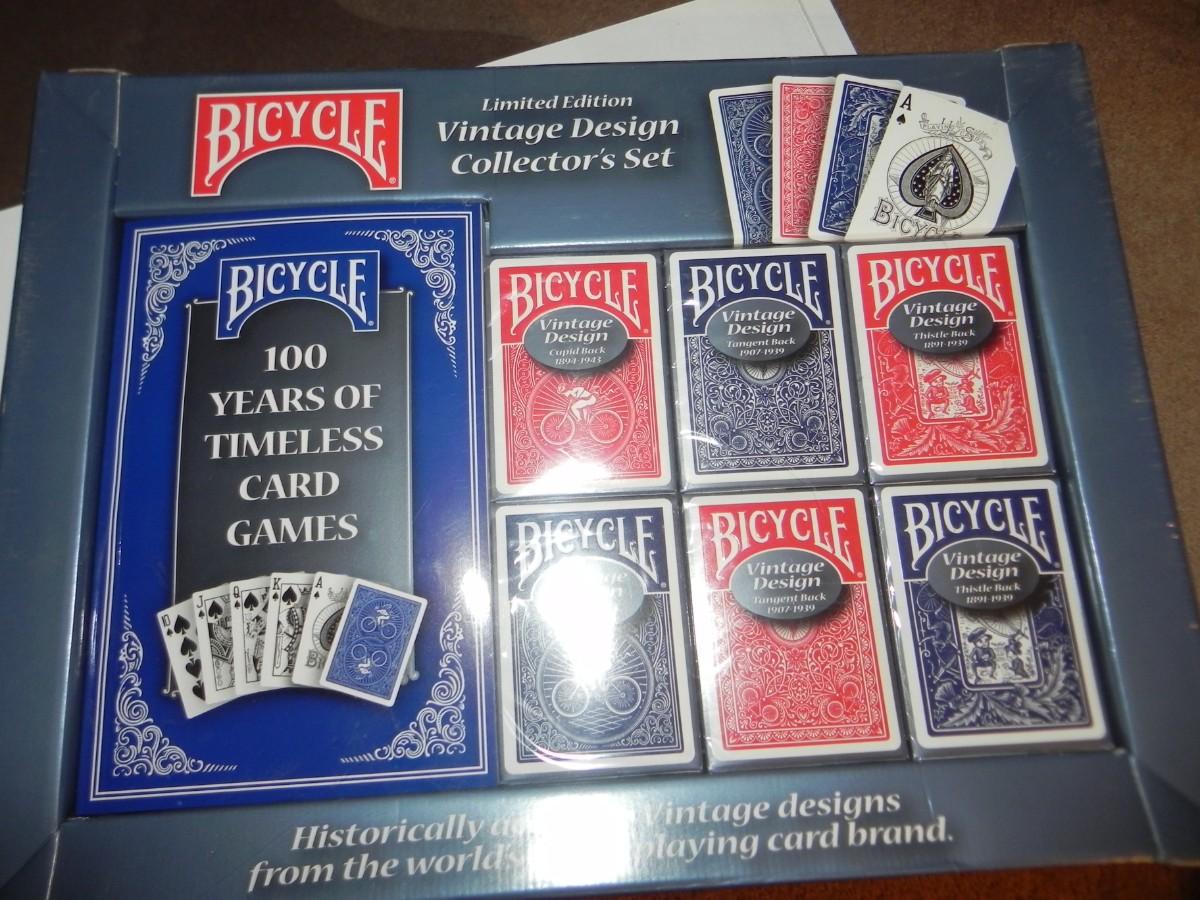 BICYCLE
®
Limited Edition
Vintage Design
Collector's Set
A
BICYCLE
BICYCLE
®
100
YEARS OF
TIMELESS
CARD
GAMES
10
J
Q
K
A
BICYCLE
Vintage
Design
Cupid Back
1894-1943
BICYCLE
Vintage
Design
Tangent Back
1907-1939
BICYCLE
Vintage
Design
Thistle Back
1891-1939
BICYCLE
BICYCLE
Vintage
Design
Tangent Back
1907-1939
BICYCLE
Vintage
Design
Thistle Back
1891-1939
Historically Vintage designs
from the world's playing card brand.